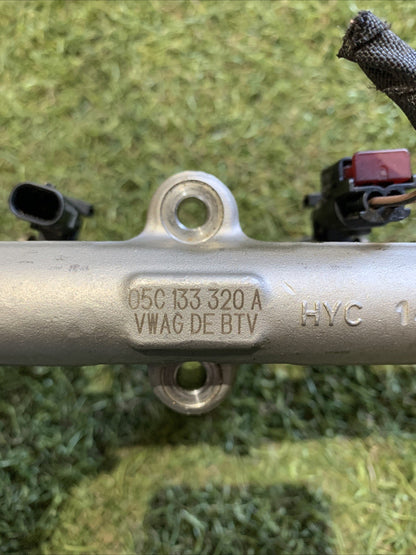 05C 133 320 A
VWAG DE BTV
HYC